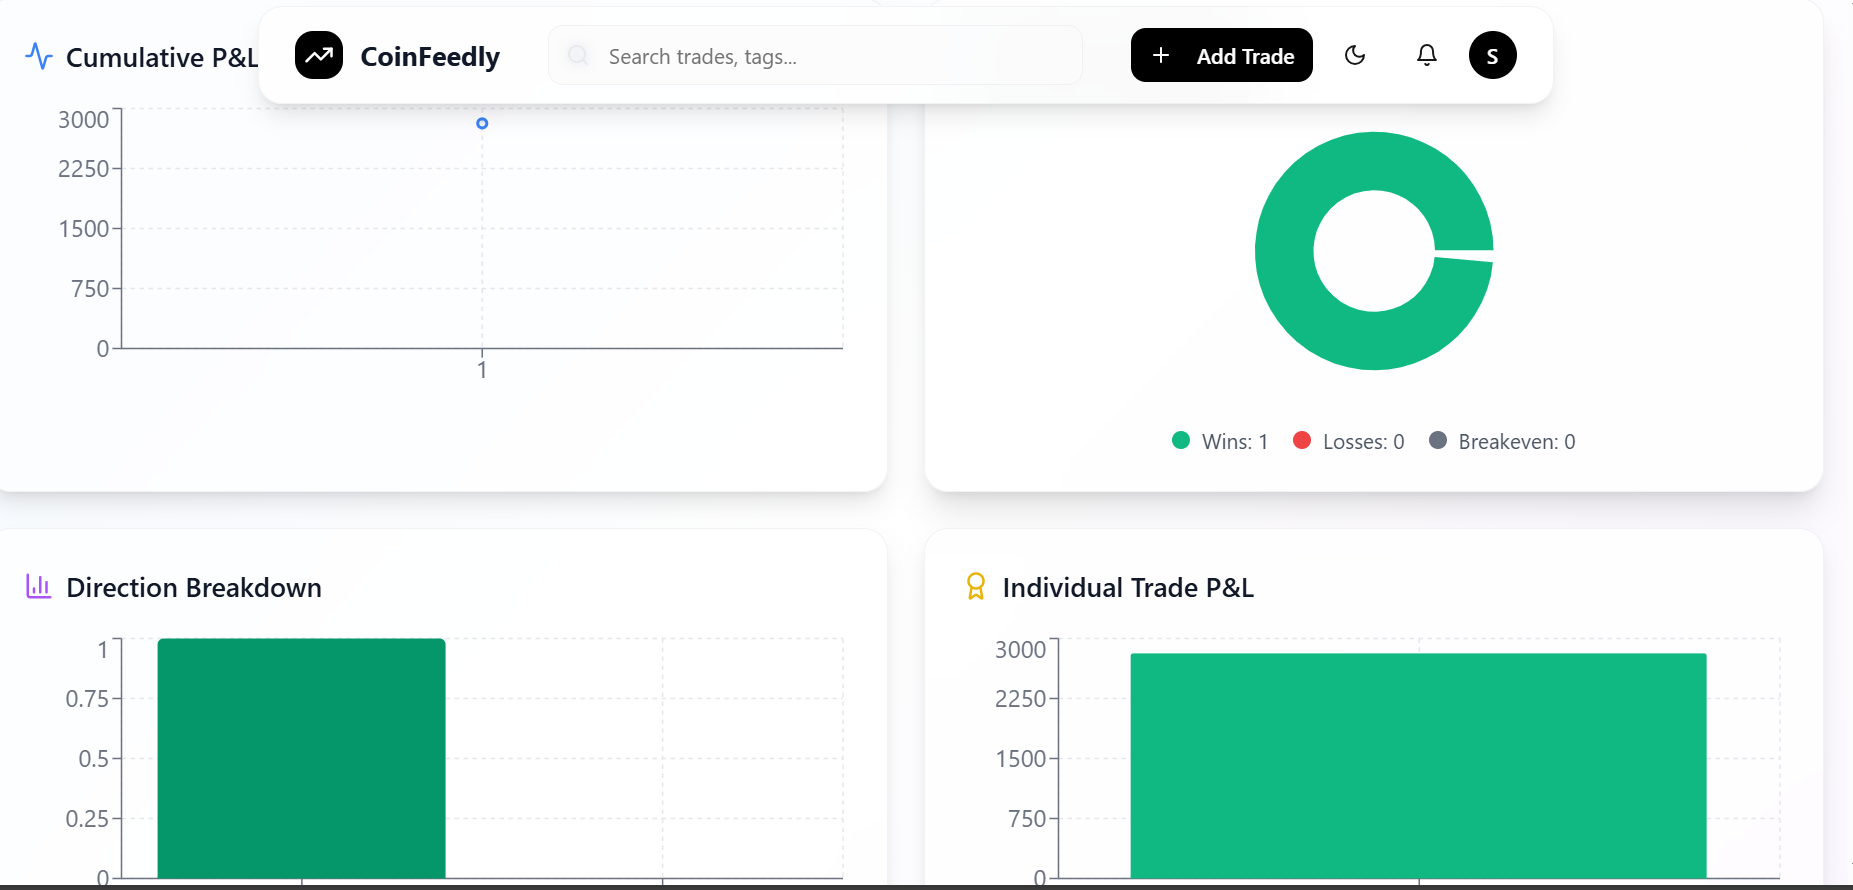 Cumulative P&L
CoinFeedly
Search trades, tags...
Add Trade
S
3000
2250
1500
750
0
1
Wins: 1
Losses: 0
Breakeven: 0
Direction Breakdown
1
0.75
0.5
0.25
0
Individual Trade P&L
3000
2250
1500
750
0